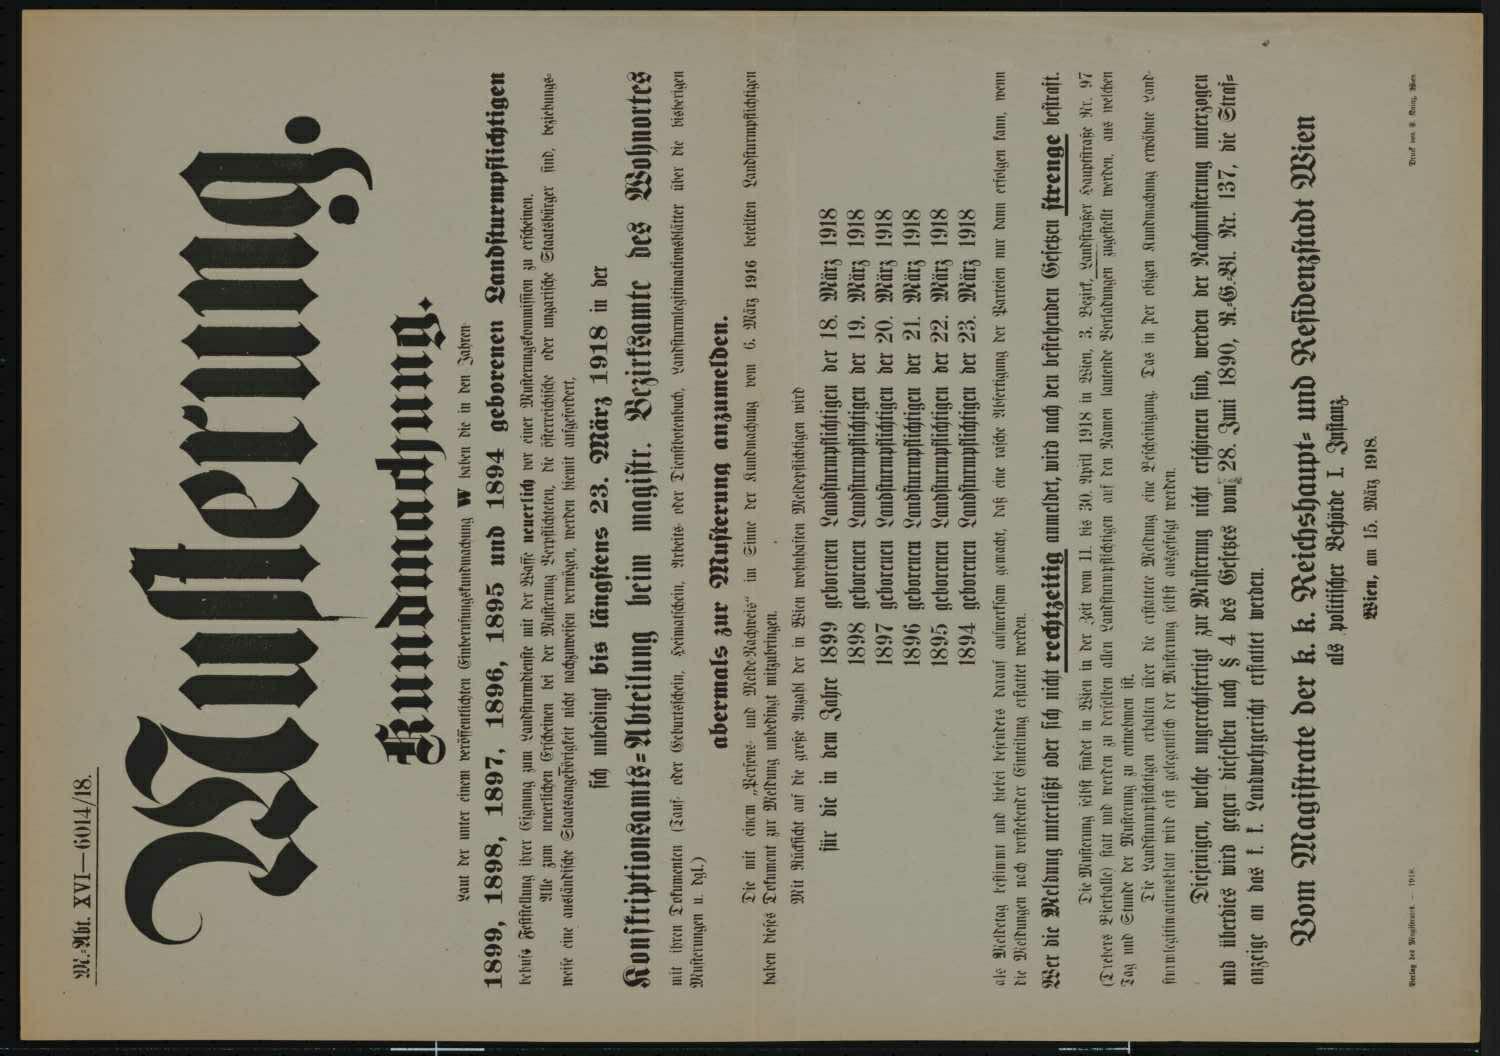 M.=Abt. XVI—6014/18.
Musterung.
Kundmachung.
Laut der unter einem veröffentlichten Einberufungskundmachung W haben die in den Jahren
1899, 1898, 1897, 1896, 1895 und 1894 geborenen Landsturmpflichtigen
behufs Feststellung ihrer Eignung zum Landsturmdienste mit der Waffe neuerlich vor einer Musterungskommission zu erscheinen.
Alle zum neuerlichen Erscheinen bei der Musterung Verpflichteten, die österreichische oder ungarische Staatsbürger sind, beziehungs=
weise eine ausländische Staatsangehörigkeit nicht nachzuweisen vermögen, werden hiemit aufgefordert,
sich unbedingt bis längstens 23. März 1918 in der
Konskriptionsamts=Abteilung beim magistr. Bezirksamte des Wohnortes
mit ihren Dokumenten (Tauf- oder Geburtsschein, Heimatschein, Arbeits- oder Dienstbotenbuch, Landsturmlegitimationsblätter über die bisherigen
Musterungen u. dgl.)
abermals zur Musterung anzumelden.
Die mit einem „Persons- und Melde-Nachweis“ im Sinne der Kundmachung vom 6. März 1916 beteilten Landsturmpflichtigen
haben dieses Dokument zur Meldung unbedingt mitzubringen.
Mit Rücksicht auf die große Anzahl der in Wien wohnhaften Meldepflichtigen wird
für die in dem Jahre 1899 geborenen Landsturmpflichtigen der 18. März 1918
1898 geborenen Landsturmpflichtigen der 19. März 1918
1897 geborenen Landsturmpflichtigen der 20. März 1918
1896 geborenen Landsturmpflichtigen der 21. März 1918
1895 geborenen Landsturmpflichtigen der 22. März 1918
1894 geborenen Landsturmpflichtigen der 23. März 1918
als Meldetag bestimmt und hiebei besonders darauf aufmerksam gemacht, daß eine rasche Abfertigung der Parteien nur dann erfolgen kann, wenn
die Meldungen nach vorstehender Einteilung erstattet werden.
Wer die Meldung unterläßt oder sich nicht rechtzeitig anmeldet, wird nach den bestehenden Gesetzen strenge bestraft.
Die Musterung selbst findet in Wien in der Zeit vom 11. bis 30. April 1918 in Wien, 3. Bezirk, Landstraßer Hauptstraße Nr. 97
(Drehers Bierhalle) statt und werden zu derselben allen Landsturmpflichtigen auf den Namen lautende Vorladungen zugestellt werden, aus welchen
Tag und Stunde der Musterung zu entnehmen ist.
Die Landsturmpflichtigen erhalten über die erstattete Meldung eine Bescheinigung. Das in der obigen Kundmachung erwähnte Land-
sturmlegitimationsblatt wird erst gelegentlich der Musterung selbst ausgefolgt werden.
Diejenigen, welche ungerechtfertigt zur Musterung nicht erschienen sind, werden der Nachmusterung unterzogen
und überdies wird gegen dieselben nach § 4 des Gesetzes vom 28. Juni 1890, R.=G.=Bl. Nr. 137, die Straf=
anzeige an das k. k. Landwehrgericht erstattet werden.
Vom Magistrate der k. k. Reichshaupt= und Residenzstadt Wien
als politischer Behörde I. Instanz.
Wien, am 15. März 1918.
Verlag des Magistrates. — 1918.